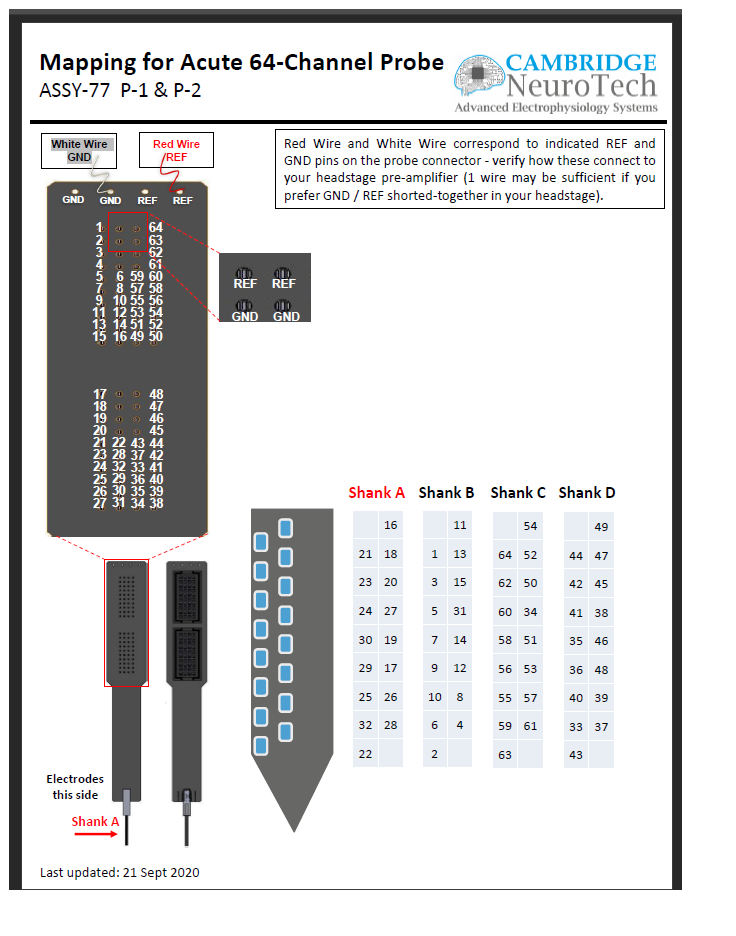 Mapping for Acute 64-Channel Probe
ASSY-77 P-1 & P-2
CAMBRIDGE
NeuroTech
Advanced Electrophysiology Systems
White Wire
GND
Red Wire
/REF
Red Wire and White Wire correspond to indicated REF and
GND pins on the probe connector - verify how these connect to
your headstage pre-amplifier (1 wire may be sufficient if you
prefer GND / REF shorted-together in your headstage).
GND GND REF REF
1 64
2 63
3 62
4 61
5 6 59 60
7 8 57 58
9 10 55 56
11 12 53 54
13 14 51 52
15 16 49 50
REF REF
GND GND
17 48
18 47
19 46
20 45
21 22 43 44
23 28 37 42
24 32 33 41
25 29 36 40
26 30 35 39
27 31 34 38
Shank A Shank B Shank C Shank D
16 11 54 49
21 18 1 13 64 52 44 47
23 20 3 15 62 50 42 45
24 27 5 31 60 34 41 38
30 19 7 14 58 51 35 46
29 17 9 12 56 53 36 48
25 26 10 8 55 57 40 39
32 28 6 4 59 61 33 37
22 2 63 43
Electrodes
this side
Shank A
Last updated: 21 Sept 2020